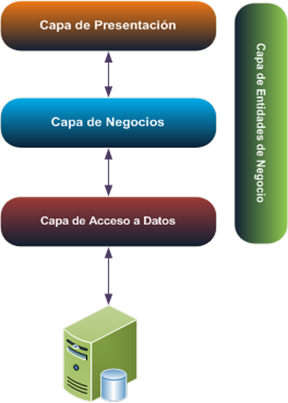 Capa de Presentación
Capa de Negocios
Capa de Acceso a Datos
Capa de Entidades de Negocio